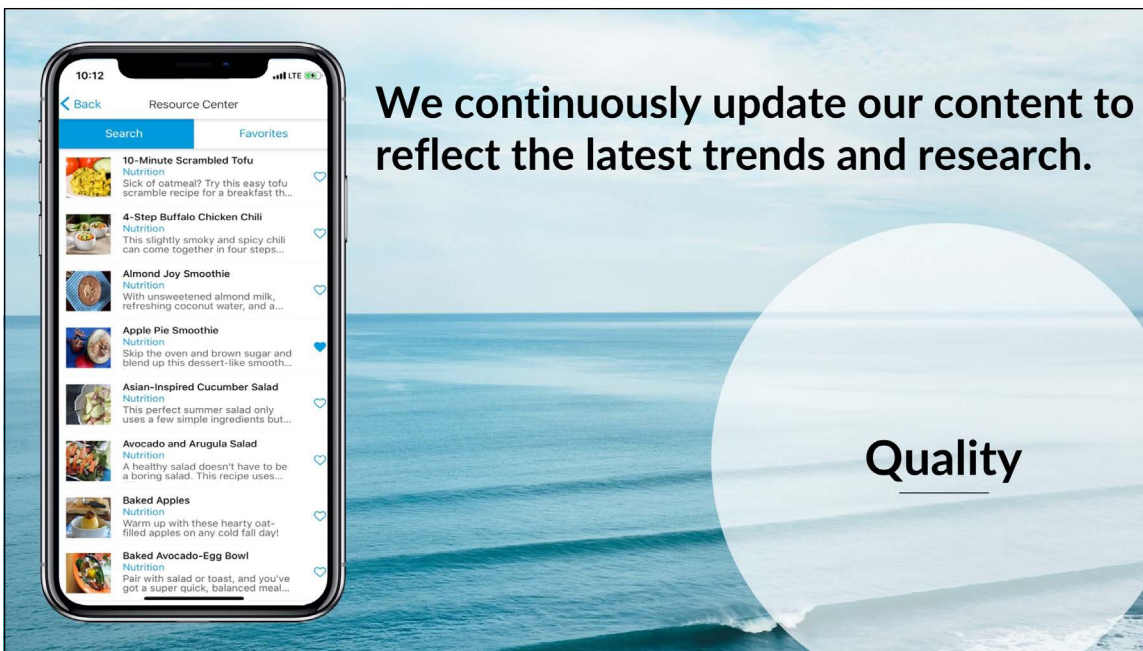 10:12
LTE
Back
Resource Center
Search
Favorites
10-Minute Scrambled Tofu
Nutrition
Sick of oatmeal? Try this easy tofu
scramble recipe for a breakfast th...
4-Step Buffalo Chicken Chili
Nutrition
This slightly smoky and spicy chili
can come together in four steps...
Almond Joy Smoothie
Nutrition
With unsweetened almond milk,
refreshing coconut water, and a...
Apple Pie Smoothie
Nutrition
Skip the oven and brown sugar and
blend up this dessert-like smooth...
Asian-Inspired Cucumber Salad
Nutrition
This perfect summer salad only
uses a few simple ingredients but...
Avocado and Arugula Salad
Nutrition
A healthy salad doesn't have to be
a boring salad. This recipe uses...
Baked Apples
Nutrition
Warm up with these hearty oat-
filled apples on any cold fall day!
Baked Avocado-Egg Bowl
Nutrition
Pair with salad or toast, and you've
got a super quick, balanced meal...
We continuously update our content to
reflect the latest trends and research.
Quality